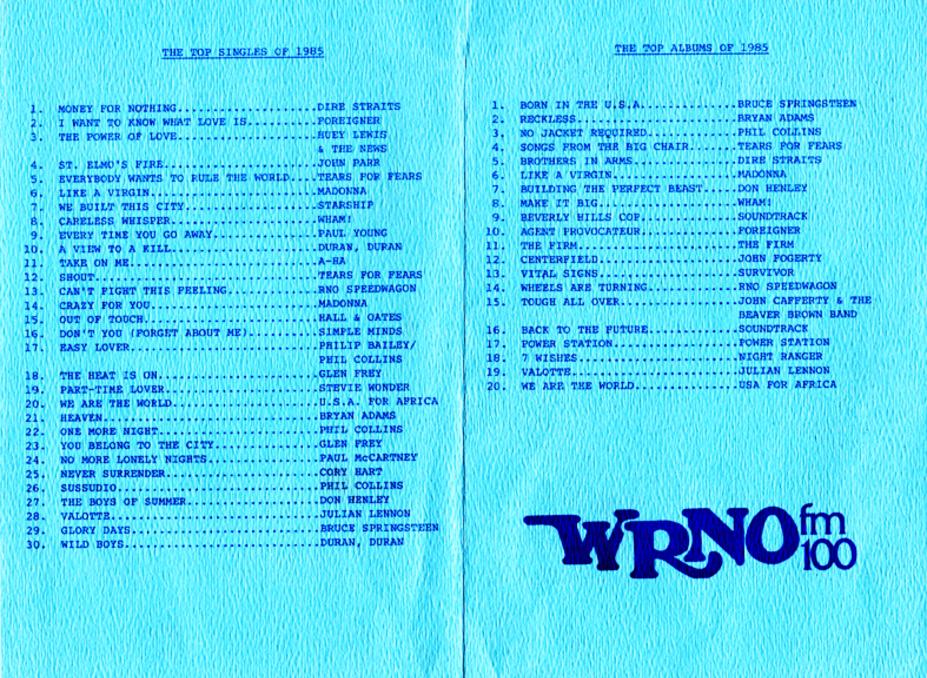 THE TOP SINGLES OF 1985
1. MONEY FOR NOTHING....................DIRE STRAITS
2. I WANT TO KNOW WHAT LOVE IS..........FOREIGNER
3. THE POWER OF LOVE....................HUEY LEWIS
& THE NEWS
4. ST. ELMO'S FIRE......................JOHN PARR
5. EVERYBODY WANTS TO RULE THE WORLD....TEARS FOR FEARS
6. LIKE A VIRGIN........................MADONNA
7. WE BUILT THIS CITY...................STARSHIP
8. CARELESS WHISPER.....................WHAM!
9. EVERY TIME YOU GO AWAY...............PAUL YOUNG
10. A VIEW TO A KILL.....................DURAN, DURAN
11. TAKE ON ME...........................A-HA
12. SHOUT................................TEARS FOR FEARS
13. CAN'T FIGHT THIS FEELING.............RNO SPEEDWAGON
14. CRAZY FOR YOU........................MADONNA
15. OUT OF TOUCH.........................HALL & OATES
16. DON'T YOU (FORGET ABOUT ME)..........SIMPLE MINDS
17. EASY LOVER...........................PHILIP BAILEY/
PHIL COLLINS
18. THE HEAT IS ON.......................GLEN FREY
19. PART-TIME LOVER......................STEVIE WONDER
20. WE ARE THE WORLD.....................U.S.A. FOR AFRICA
21. HEAVEN...............................BRYAN ADAMS
22. ONE MORE NIGHT.......................PHIL COLLINS
23. YOU BELONG TO THE CITY...............GLEN FREY
24. NO MORE LONELY NIGHTS................PAUL McCARTNEY
25. NEVER SURRENDER......................CORY HART
26. SUSSUDIO.............................PHIL COLLINS
27. THE BOYS OF SUMMER...................DON HENLEY
28. VALOTTE..............................JULIAN LENNON
29. GLORY DAYS...........................BRUCE SPRINGSTEEN
30. WILD BOYS............................DURAN, DURAN
THE TOP ALBUMS OF 1985
1. BORN IN THE U.S.A..............BRUCE SPRINGSTEEN
2. RECKLESS.......................BRYAN ADAMS
3. NO JACKET REQUIRED.............PHIL COLLINS
4. SONGS FROM THE BIG CHAIR.......TEARS FOR FEARS
5. BROTHERS IN ARMS...............DIRE STRAITS
6. LIKE A VIRGIN..................MADONNA
7. BUILDING THE PERFECT BEAST.....DON HENLEY
8. MAKE IT BIG....................WHAM!
9. BEVERLY HILLS COP..............SOUNDTRACK
10. AGENT PROVOCATEUR..............FOREIGNER
11. THE FIRM.......................THE FIRM
12. CENTERFIELD....................JOHN FOGERTY
13. VITAL SIGNS....................SURVIVOR
14. WHEELS ARE TURNING.............RNO SPEEDWAGON
15. TOUGH ALL OVER.................JOHN CAFFERTY & THE
BEAVER BROWN BAND
16. BACK TO THE FUTURE.............SOUNDTRACK
17. POWER STATION..................POWER STATION
18. 7 WISHES.......................NIGHT RANGER
19. VALOTTE........................JULIAN LENNON
20. WE ARE THE WORLD...............USA FOR AFRICA
WRNO fm
100